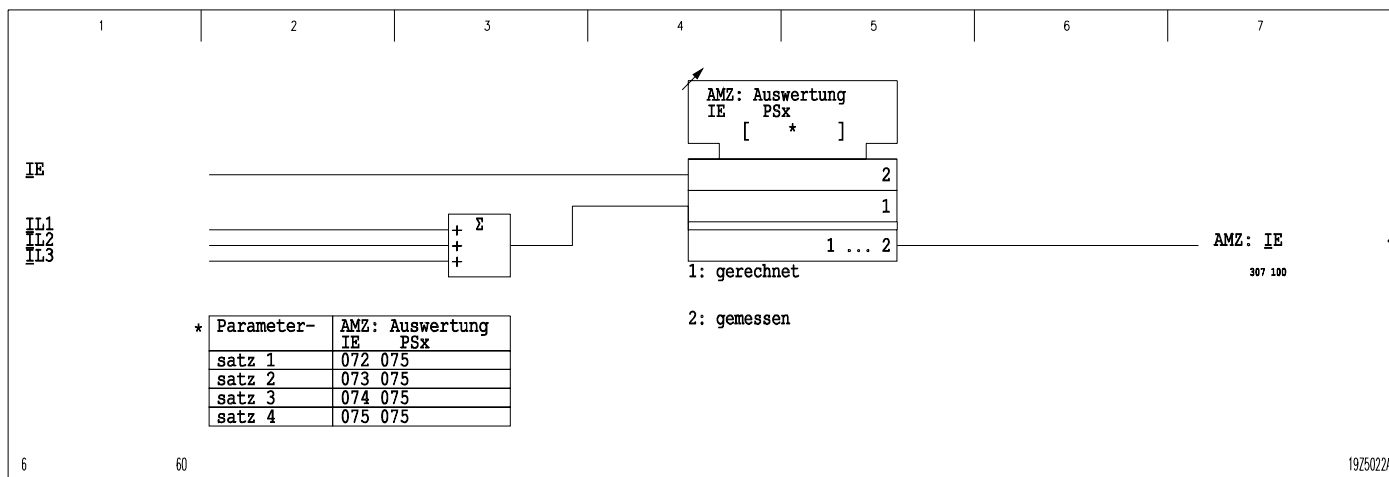 1 2 3 4 5 6 7
AMZ: Auswertung
IE PSx
[ * ]
IE
2
1
IL1
IL2
IL3
+ Σ
+
+
1 ... 2
AMZ: IE
307 100
1: gerechnet
2: gemessen
* Parameter- AMZ: Auswertung
IE PSx
satz 1 072 075
satz 2 073 075
satz 3 074 075
satz 4 075 075
6 60 19Z5022A